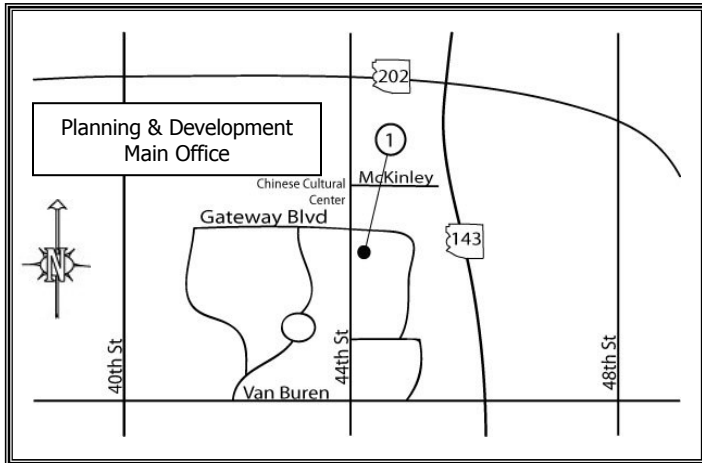 202
Planning & Development
Main Office
1
McKinley
Chinese Cultural
Center
Gateway Blvd
143
N
40th St
44th St
48th St
Van Buren